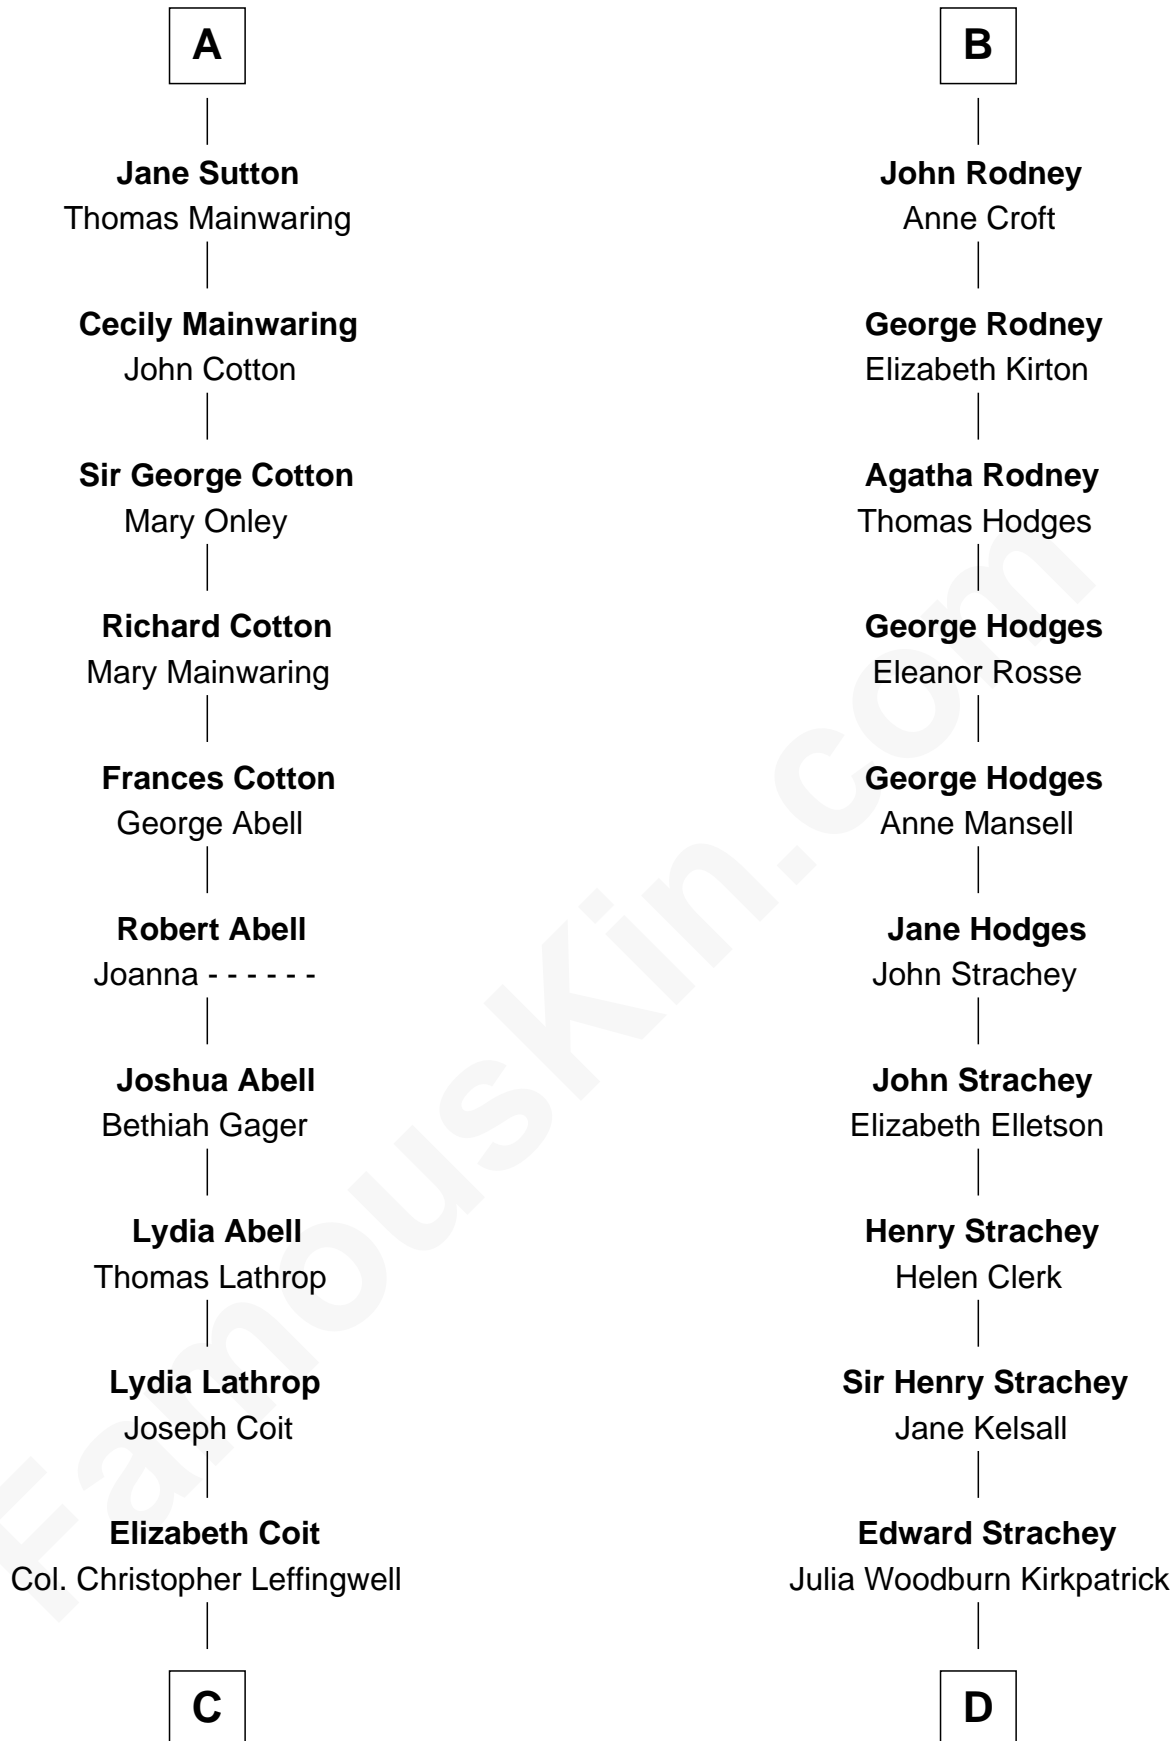 A
Jane Sutton
Thomas Mainwaring
Cecily Mainwaring
John Cotton
Sir George Cotton
Mary Onley
Richard Cotton
Mary Mainwaring
Frances Cotton
George Abell
Robert Abell
Joanna - - - - - -
Joshua Abell
Bethiah Gager
Lydia Abell
Thomas Lathrop
Lydia Lathrop
Joseph Coit
Elizabeth Coit
Col. Christopher Leffingwell
C
B
John Rodney
Anne Croft
George Rodney
Elizabeth Kirton
Agatha Rodney
Thomas Hodges
George Hodges
Eleanor Rosse
George Hodges
Anne Mansell
Jane Hodges
John Strachey
John Strachey
Elizabeth Elletson
Henry Strachey
Helen Clerk
Sir Henry Strachey
Jane Kelsall
Edward Strachey
Julia Woodburn Kirkpatrick
D
FamousKin.com